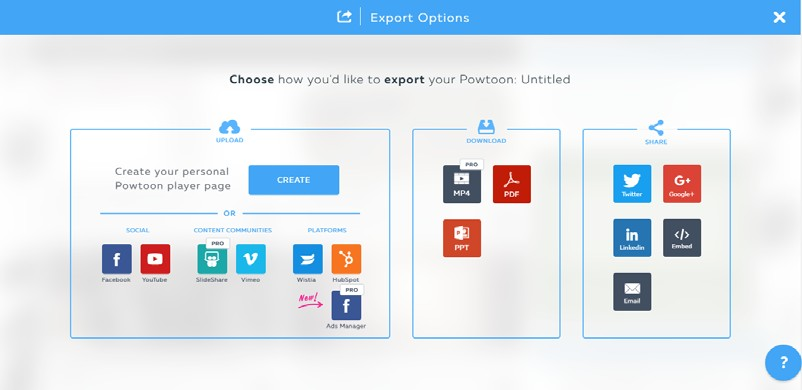 Export Options
Choose how you'd like to export your Powtoon: Untitled
UPLOAD
Create your personal
Powtoon player page
CREATE
OR
SOCIAL
CONTENT COMMUNITIES
PLATFORMS
PRO
f
Facebook
YouTube
SlideShare
Vimeo
Wistia
HubSpot
New!
PRO
f
Ads Manager
DOWNLOAD
PRO
MP4
PDF
P
PPT
SHARE
Twitter
G+
Google+
in
Linkedin
</>
Embed
Email
?